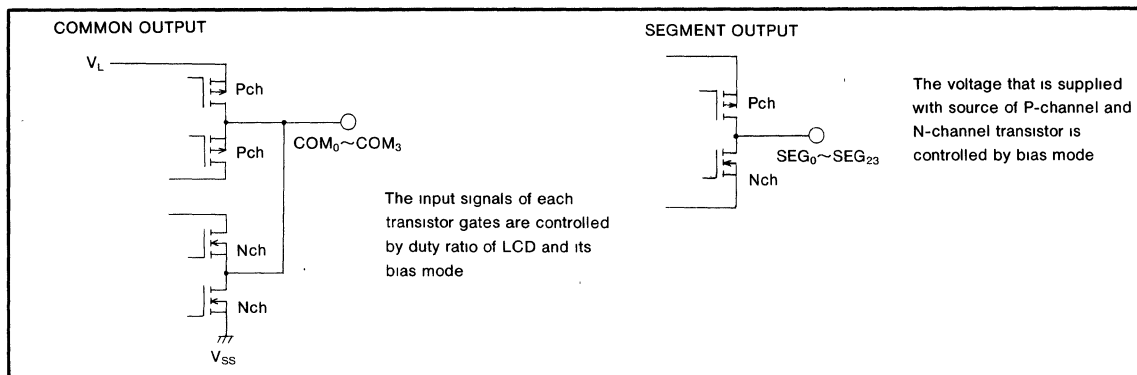 COMMON OUTPUT
V_L
Pch
Pch
COM₀~COM₃
Nch
Nch
V_SS
The input signals of each
transistor gates are controlled
by duty ratio of LCD and its
bias mode
SEGMENT OUTPUT
Pch
SEG₀~SEG₂₃
Nch
The voltage that is supplied
with source of P-channel and
N-channel transistor is
controlled by bias mode